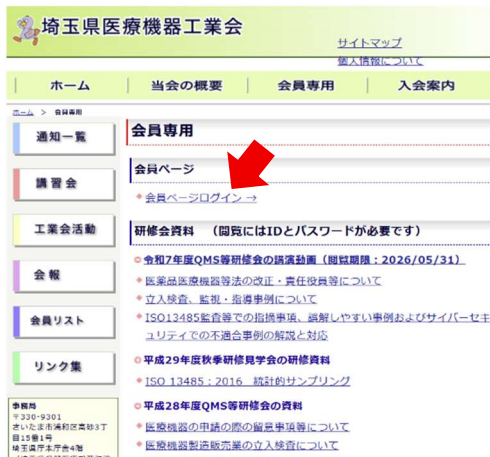 埼玉県医療機器工業会
サイトマップ
個人情報について
ホーム 当会の概要 会員専用 入会案内
ホーム > 会員専用
通知一覧
講習会
工業会活動
会報
会員リスト
リンク集
事務局
〒330-9301
さいたま市浦和区高砂3丁
目15番1号
埼玉県庁本庁舎4階
会員専用
会員ページ
会員ページログイン →
研修会資料 (閲覧にはIDとパスワードが必要です)
令和7年度QMS等研修会の講演動画(閲覧期限:2026/05/31)
医薬品医療機器等法の改正・責任役員等について
立入検査、監視・指導事例について
ISO13485監査等での指摘事項、誤解しやすい事例およびサイバーセキ
ュリティでの不適合事例の解説と対応
平成29年度秋季研修見学会の研修資料
ISO 13485:2016 統計的サンプリング
平成28年度QMS等研修会の資料
医療機器の申請の際の留意事項等について
医療機器製造販売業の立入検査について